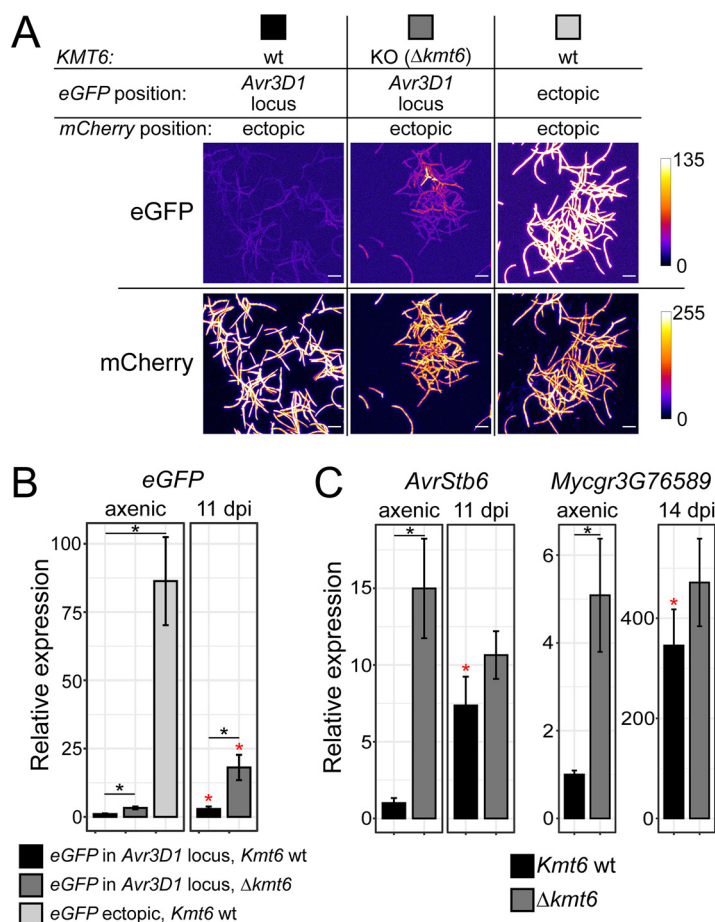 A
KMT6: wt KO (Δkmt6) wt
eGFP position: Avr3D1 locus Avr3D1 locus ectopic
mCherry position: ectopic ectopic ectopic
eGFP 135 0
mCherry 255 0
B
eGFP
axenic 11 dpi
* * * * *
Relative expression
100
75
50
25
0
eGFP in Avr3D1 locus, Kmt6 wt
eGFP in Avr3D1 locus, Δkmt6
eGFP ectopic, Kmt6 wt
C
AvrStb6 Mycgr3G76589
axenic 11 dpi axenic 14 dpi
* * * *
Relative expression
15
10
5
0
6
4
2
0
400
200
0
Kmt6 wt
Δkmt6